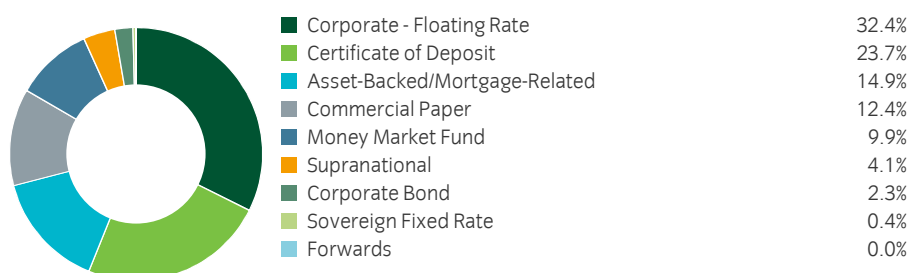 Corporate - Floating Rate 32.4%
Certificate of Deposit 23.7%
Asset-Backed/Mortgage-Related 14.9%
Commercial Paper 12.4%
Money Market Fund 9.9%
Supranational 4.1%
Corporate Bond 2.3%
Sovereign Fixed Rate 0.4%
Forwards 0.0%